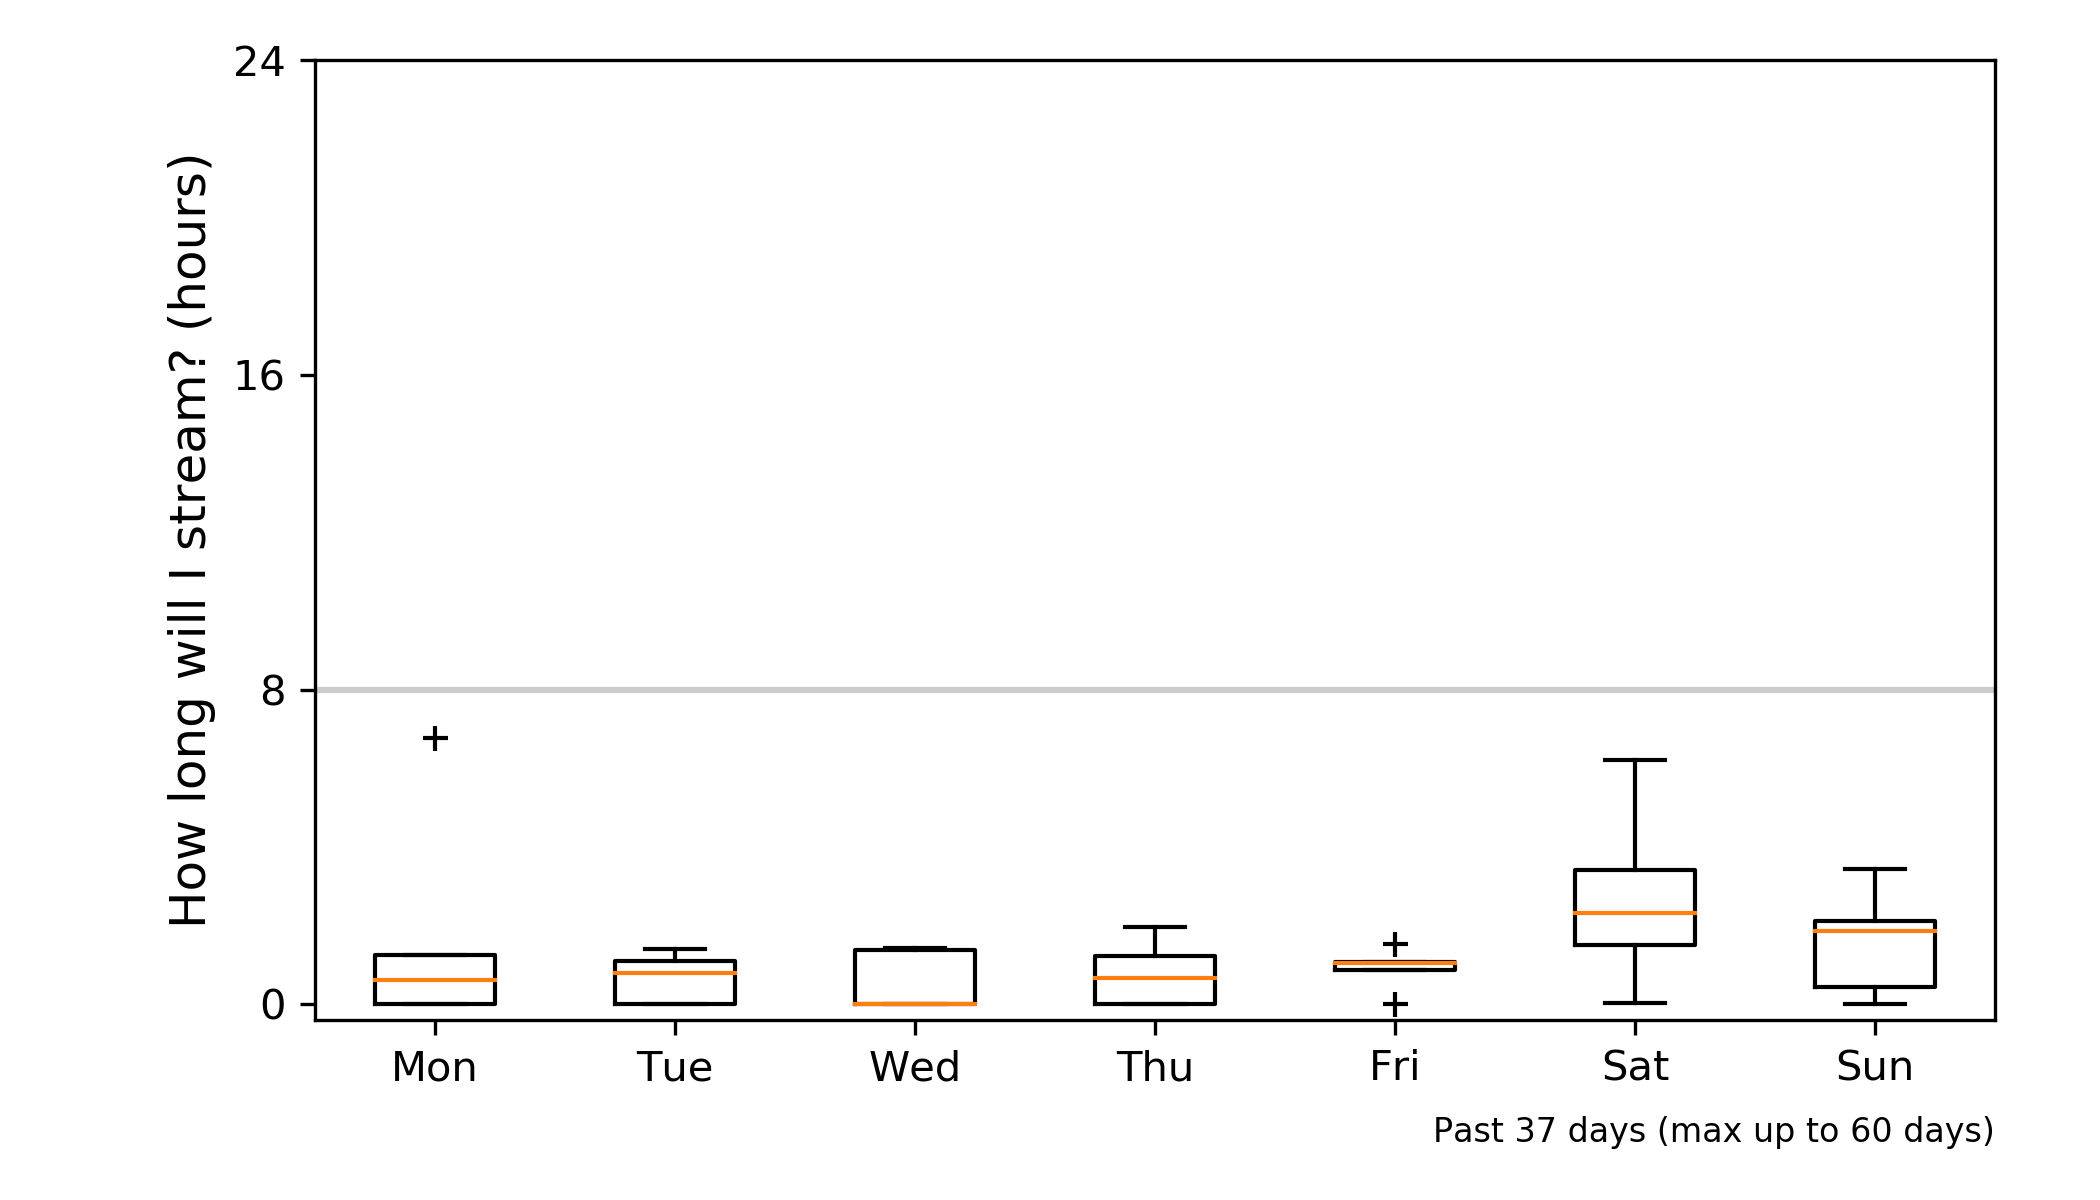 How long will I stream? (hours)
24
16
8
0
Mon Tue Wed Thu Fri Sat Sun
Past 37 days (max up to 60 days)